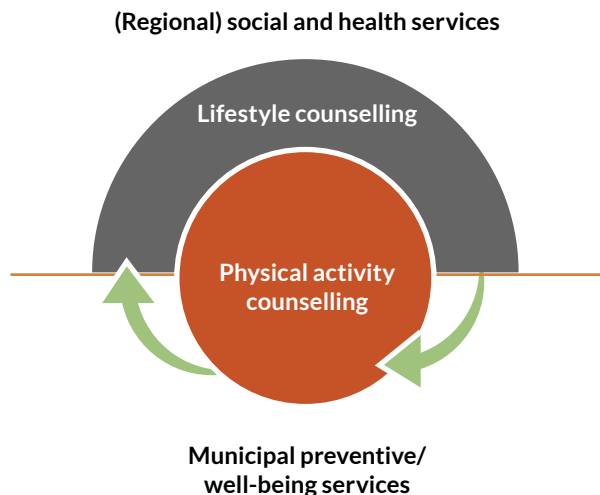 (Regional) social and health services
Lifestyle counselling
Physical activity
counselling
Municipal preventive/
well-being services